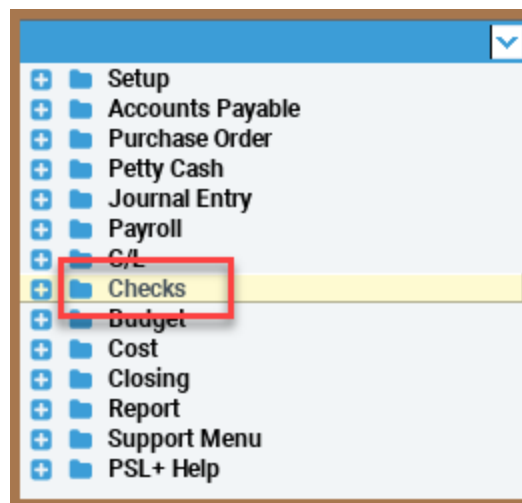 Setup
Accounts Payable
Purchase Order
Petty Cash
Journal Entry
Payroll
G/L
Checks
Budget
Cost
Closing
Report
Support Menu
PSL+ Help